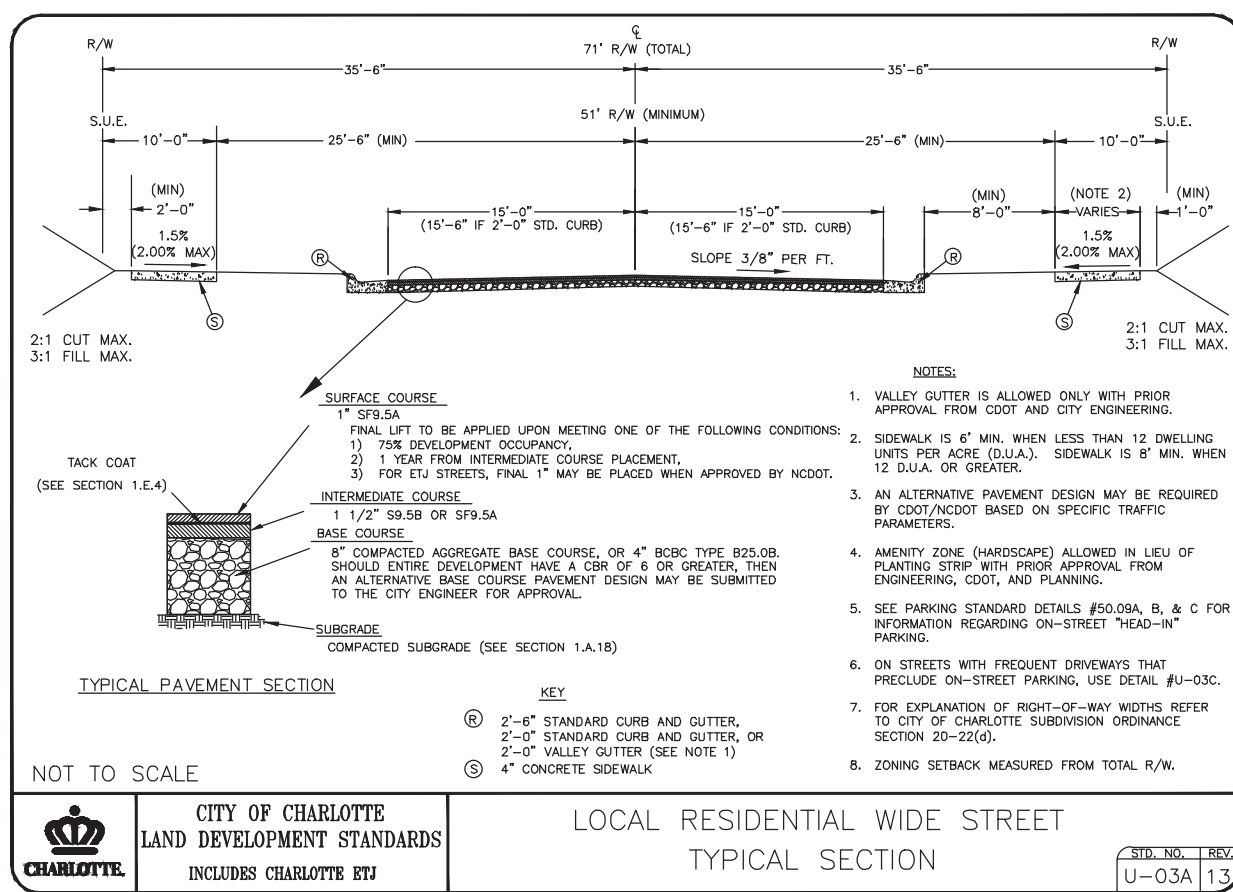 ℄
R/W
71' R/W (TOTAL)
R/W
35'-6"
35'-6"
S.U.E.
51' R/W (MINIMUM)
S.U.E.
10'-0"
25'-6" (MIN)
25'-6" (MIN)
10'-0"
(MIN)
2'-0"
15'-0"
(15'-6" IF 2'-0" STD. CURB)
15'-0"
(15'-6" IF 2'-0" STD. CURB)
(MIN)
8'-0"
(NOTE 2)
VARIES
(MIN)
1'-0"
1.5%
(2.00% MAX)
R
SLOPE 3/8" PER FT.
R
1.5%
(2.00% MAX)
S
S
2:1 CUT MAX.
3:1 FILL MAX.
2:1 CUT MAX.
3:1 FILL MAX.
SURFACE COURSE
1" SF9.5A
FINAL LIFT TO BE APPLIED UPON MEETING ONE OF THE FOLLOWING CONDITIONS:
1) 75% DEVELOPMENT OCCUPANCY,
2) 1 YEAR FROM INTERMEDIATE COURSE PLACEMENT,
3) FOR ETJ STREETS, FINAL 1" MAY BE PLACED WHEN APPROVED BY NCDOT.
TACK COAT
(SEE SECTION 1.E.4)
INTERMEDIATE COURSE
1 1/2" S9.5B OR SF9.5A
BASE COURSE
8" COMPACTED AGGREGATE BASE COURSE, OR 4" BCBC TYPE B25.0B.
SHOULD ENTIRE DEVELOPMENT HAVE A CBR OF 6 OR GREATER, THEN
AN ALTERNATIVE BASE COURSE PAVEMENT DESIGN MAY BE SUBMITTED
TO THE CITY ENGINEER FOR APPROVAL.
SUBGRADE
COMPACTED SUBGRADE (SEE SECTION 1.A.18)
TYPICAL PAVEMENT SECTION
KEY
R 2'-6" STANDARD CURB AND GUTTER,
2'-0" STANDARD CURB AND GUTTER, OR
2'-0" VALLEY GUTTER (SEE NOTE 1)
S 4" CONCRETE SIDEWALK
NOTES:
1. VALLEY GUTTER IS ALLOWED ONLY WITH PRIOR
APPROVAL FROM CDOT AND CITY ENGINEERING.
2. SIDEWALK IS 6' MIN. WHEN LESS THAN 12 DWELLING
UNITS PER ACRE (D.U.A.). SIDEWALK IS 8' MIN. WHEN
12 D.U.A. OR GREATER.
3. AN ALTERNATIVE PAVEMENT DESIGN MAY BE REQUIRED
BY CDOT/NCDOT BASED ON SPECIFIC TRAFFIC
PARAMETERS.
4. AMENITY ZONE (HARDSCAPE) ALLOWED IN LIEU OF
PLANTING STRIP WITH PRIOR APPROVAL FROM
ENGINEERING, CDOT, AND PLANNING.
5. SEE PARKING STANDARD DETAILS #50.09A, B, & C FOR
INFORMATION REGARDING ON-STREET "HEAD-IN"
PARKING.
6. ON STREETS WITH FREQUENT DRIVEWAYS THAT
PRECLUDE ON-STREET PARKING, USE DETAIL #U-03C.
7. FOR EXPLANATION OF RIGHT-OF-WAY WIDTHS REFER
TO CITY OF CHARLOTTE SUBDIVISION ORDINANCE
SECTION 20-22(d).
8. ZONING SETBACK MEASURED FROM TOTAL R/W.
NOT TO SCALE
CHARLOTTE.
CITY OF CHARLOTTE
LAND DEVELOPMENT STANDARDS
INCLUDES CHARLOTTE ETJ
LOCAL RESIDENTIAL WIDE STREET
TYPICAL SECTION
STD. NO. REV.
U-03A 13